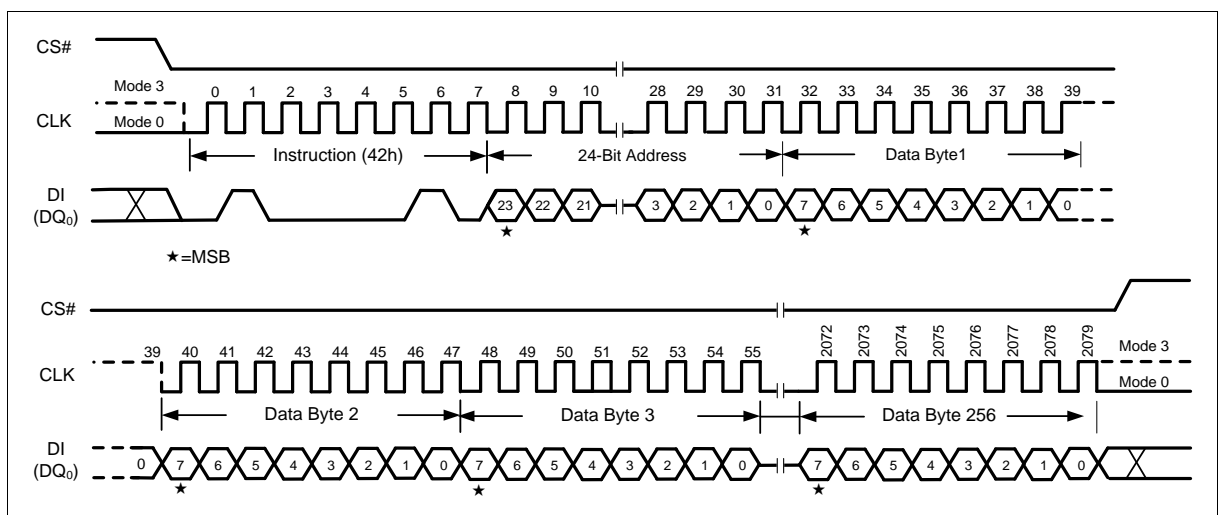 CS#
Mode 3
0 1 2 3 4 5 6 7 8 9 10 28 29 30 31 32 33 34 35 36 37 38 39
CLK
Mode 0
Instruction (42h) 24-Bit Address Data Byte1
DI
(DQ0)
23 22 21 3 2 1 0 7 6 5 4 3 2 1 0
★ ★
★=MSB
CS#
39 40 41 42 43 44 45 46 47 48 49 50 51 52 53 54 55 2072 2073 2074 2075 2076 2077 2078 2079
Mode 3
CLK
Mode 0
Data Byte 2 Data Byte 3 Data Byte 256
DI
(DQ0)
0 7 6 5 4 3 2 1 0 7 6 5 4 3 2 1 0 7 6 5 4 3 2 1 0
★ ★ ★